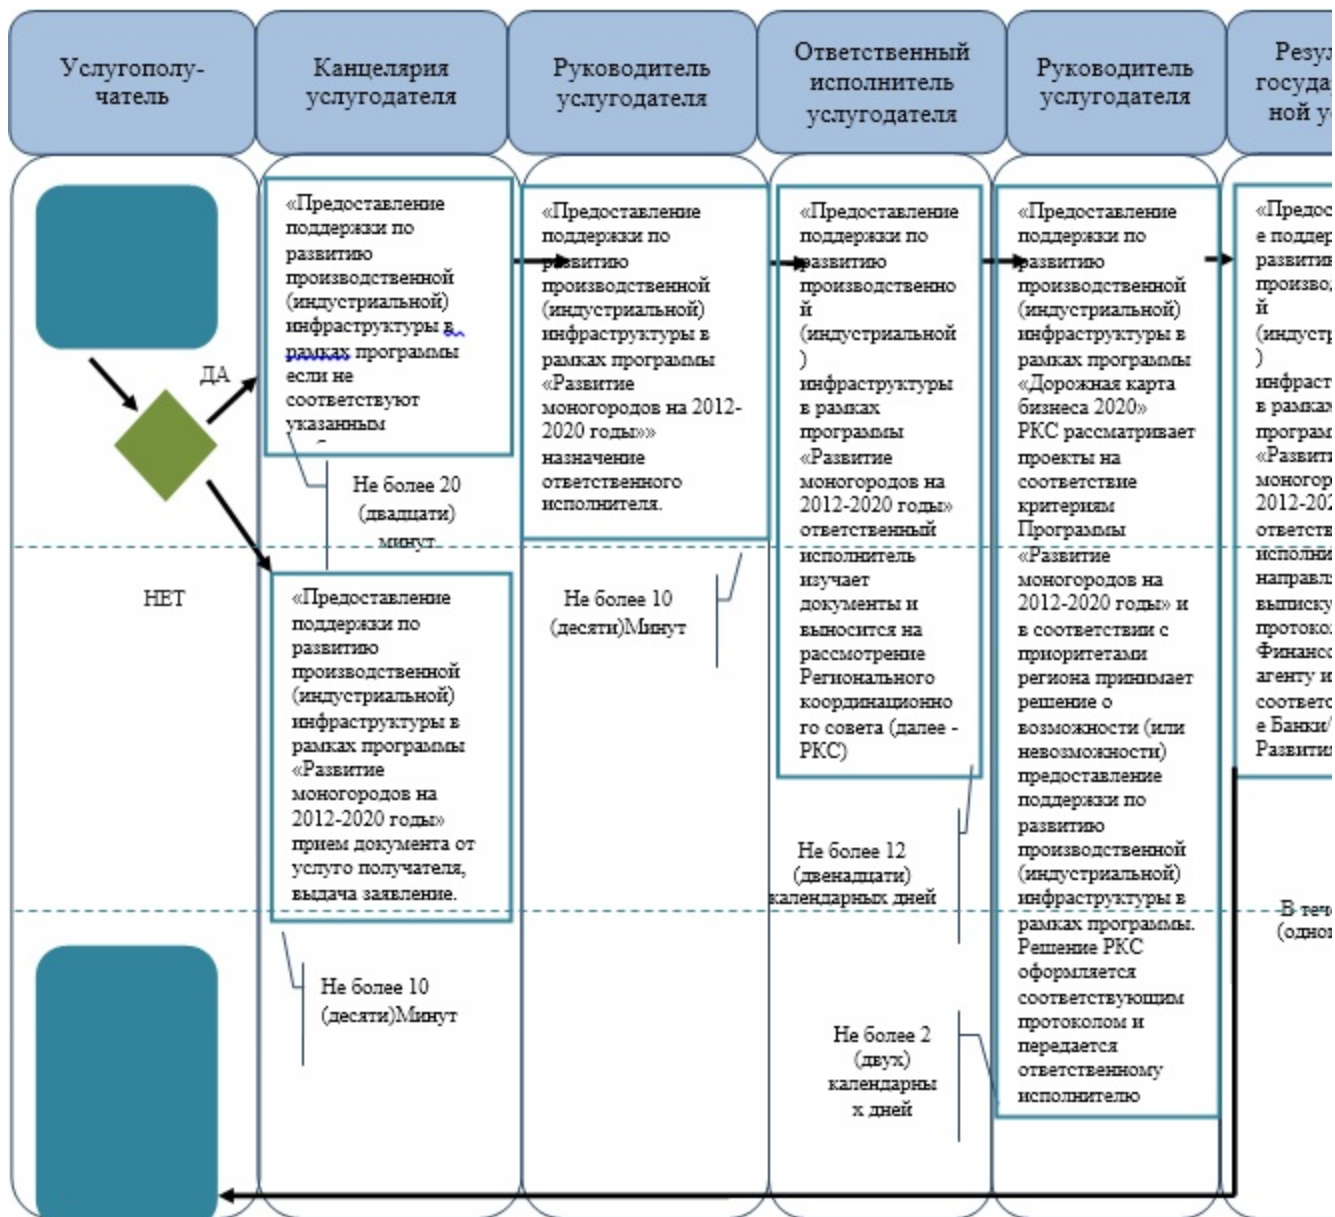 Услугополу-
чатель
Канцелярия
услугодателя
Руководитель
услугодателя
Ответственный
исполнитель
услугодателя
Руководитель
услугодателя
ДА
НЕТ
«Предоставление
поддержки по
развитию
производственной
(индустриальной)
инфраструктуры в
рамках программы
если не
соответствуют
указанным
Не более 20
(двадцати)
минут
«Предоставление
поддержки по
развитию
производственной
(индустриальной)
инфраструктуры в
рамках программы
«Развитие
моногородов на
2012-2020 годы»
прием документа от
услуго получателя,
выдача заявление.
Не более 10
(десяти)Минут
«Предоставление
поддержки по
развитию
производственной
(индустриальной)
инфраструктуры в
рамках программы
«Развитие
моногородов на 2012-
2020 годы»»
назначение
ответственного
исполнителя.
Не более 10
(десяти)Минут
«Предоставление
поддержки по
развитию
производственно
й
(индустриальной
)
инфраструктуры
в рамках
программы
«Развитие
моногородов на
2012-2020 годы»
ответственный
исполнитель
изучает
документы и
выносится на
рассмотрение
Регионального
координационно
го совета (далее -
РКС)
Не более 12
(двенадцати)
календарных дней
«Предоставление
поддержки по
развитию
производственной
(индустриальной)
инфраструктуры в
рамках программы
«Дорожная карта
бизнеса 2020»
РКС рассматривает
проекты на
соответствие
критериям
Программы
«Развитие
моногородов на
2012-2020 годы» и
в соответствии с
приоритетами
региона принимает
решение о
возможности (или
невозможности)
предоставление
поддержки по
развитию
производственной
(индустриальной)
инфраструктуры в
рамках программы.
Решение РКС
оформляется
соответствующим
протоколом и
передается
ответственному
исполнителю
Не более 2
(двух)
календарны
х дней
ной
е
й
)
в
агенту
е Банки/
В